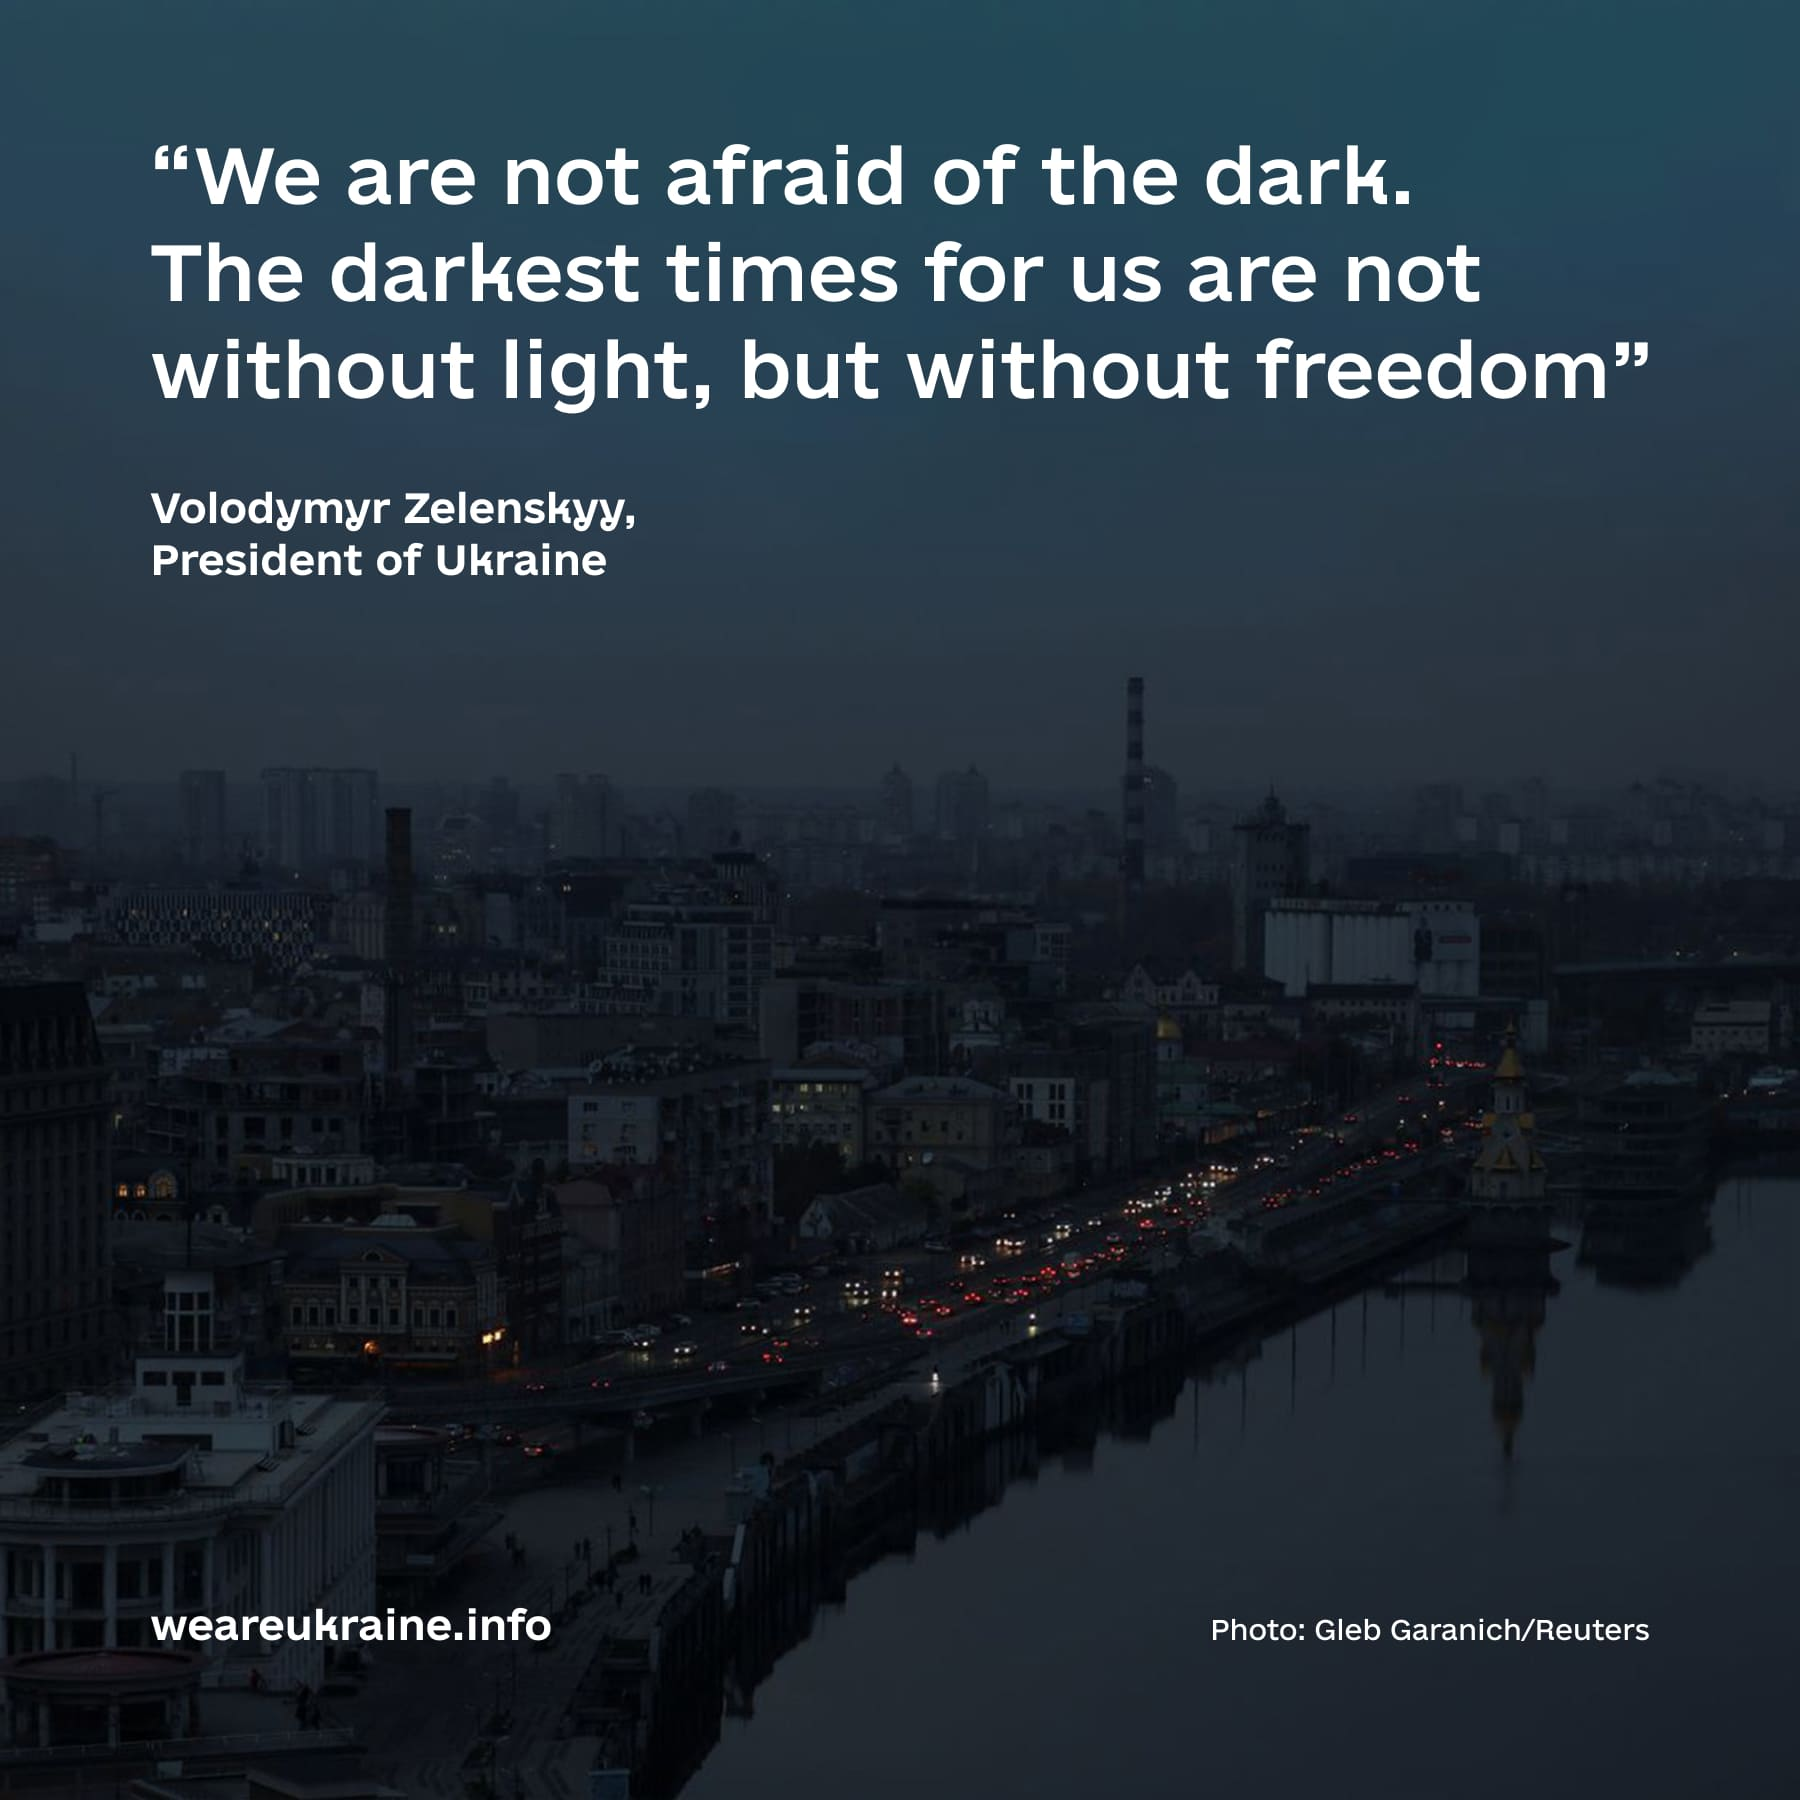 “We are not afraid of the dark.
The darkest times for us are not
without light, but without freedom”
Volodymyr Zelenskyy,
President of Ukraine
weareukraine.info
Photo: Gleb Garanich/Reuters